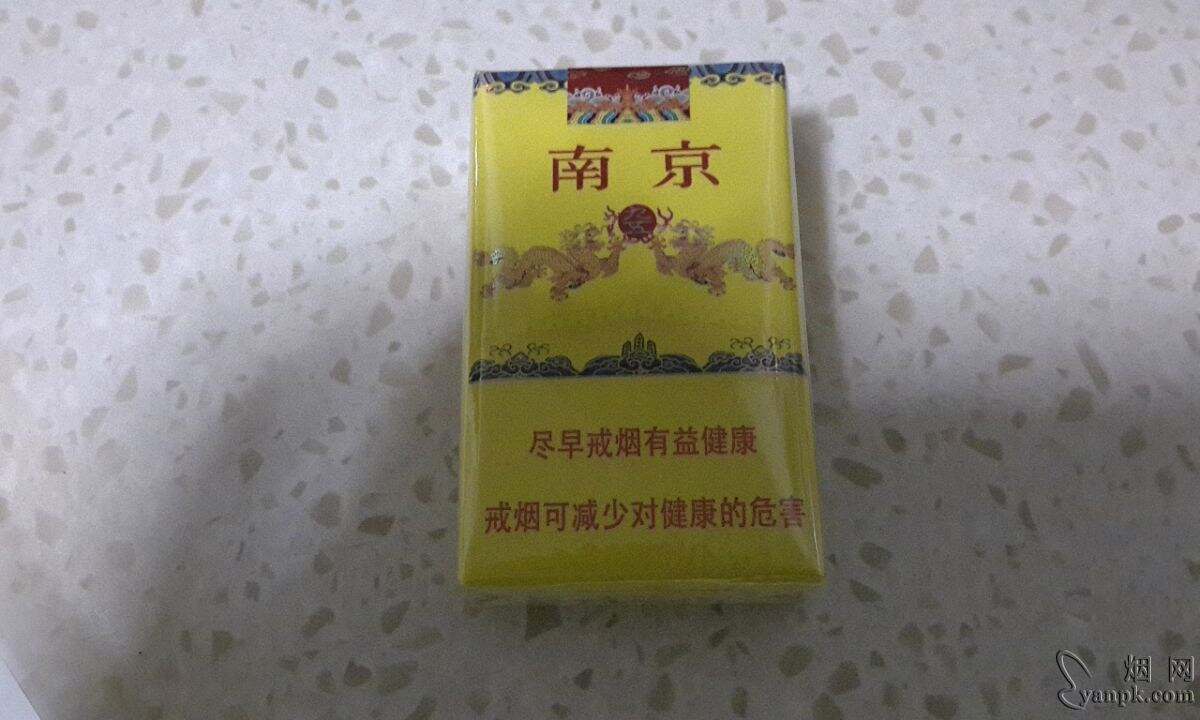 南京
尽早戒烟有益健康
戒烟可减少对健康的危害
烟网
yanpk.com